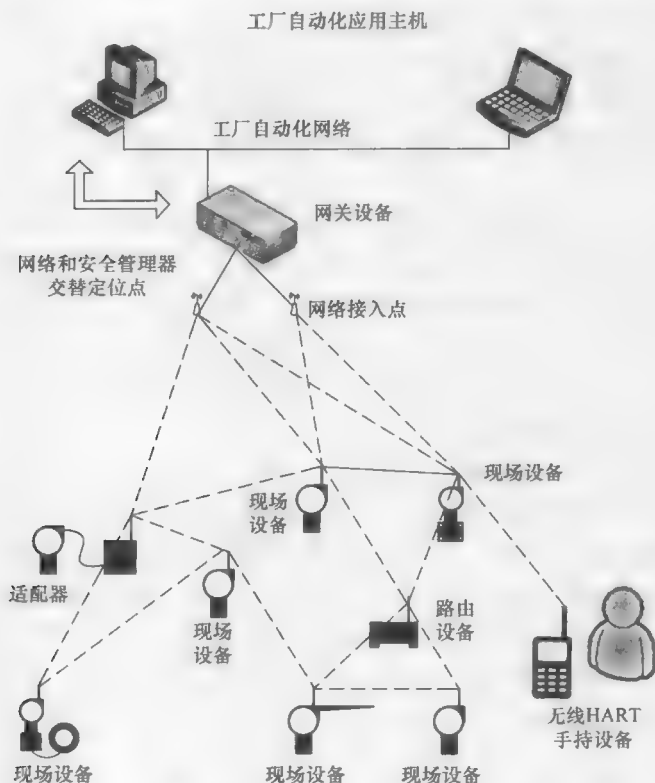 工厂自动化应用主机
工厂自动化网络
网关设备
网络和安全管理器
交替定位点
网络接入点
现场设备
现场
设备
适配器
现场
设备
路由
设备
无线HART
手持设备
现场设备
现场设备
现场设备